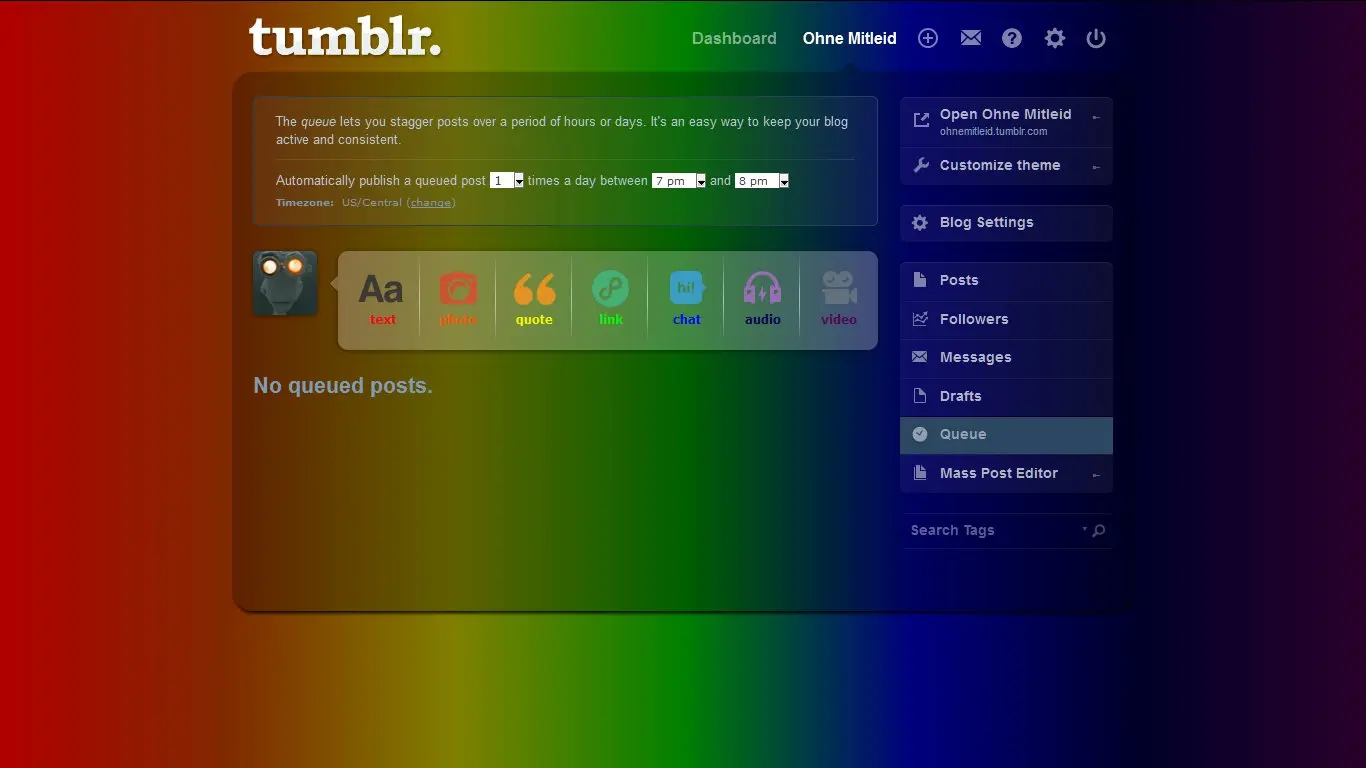 tumblr.
Dashboard
Ohne Mitleid
The queue lets you stagger posts over a period of hours or days. It's an easy way to keep your blog
active and consistent.
Automatically publish a queued post 1 times a day between 7 pm and 8 pm
Timezone: US/Central (change)
Aa
hi!
text
photo
quote
link
chat
audio
video
No queued posts.
Open Ohne Mitleid
ohnemitleid.tumblr.com
Customize theme
Blog Settings
Posts
Followers
Messages
Drafts
Queue
Mass Post Editor
Search Tags